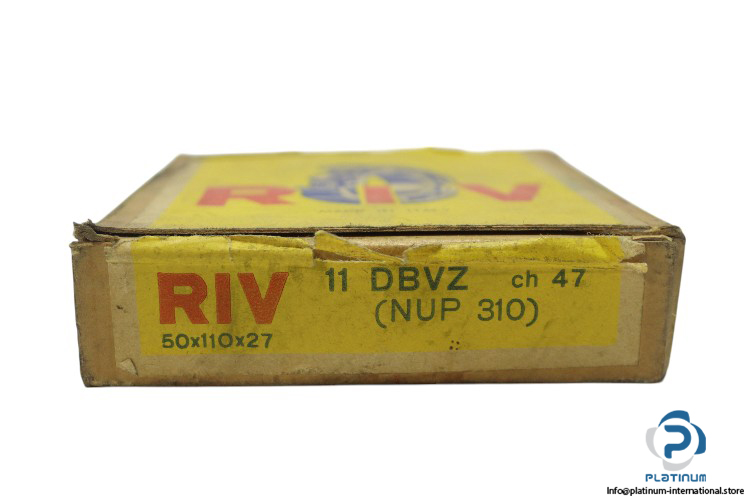 RIV
RIV 11 DBVZ ch 47
(NUP 310)
50x110x27
PLATINUM
Info@platinum-international.store